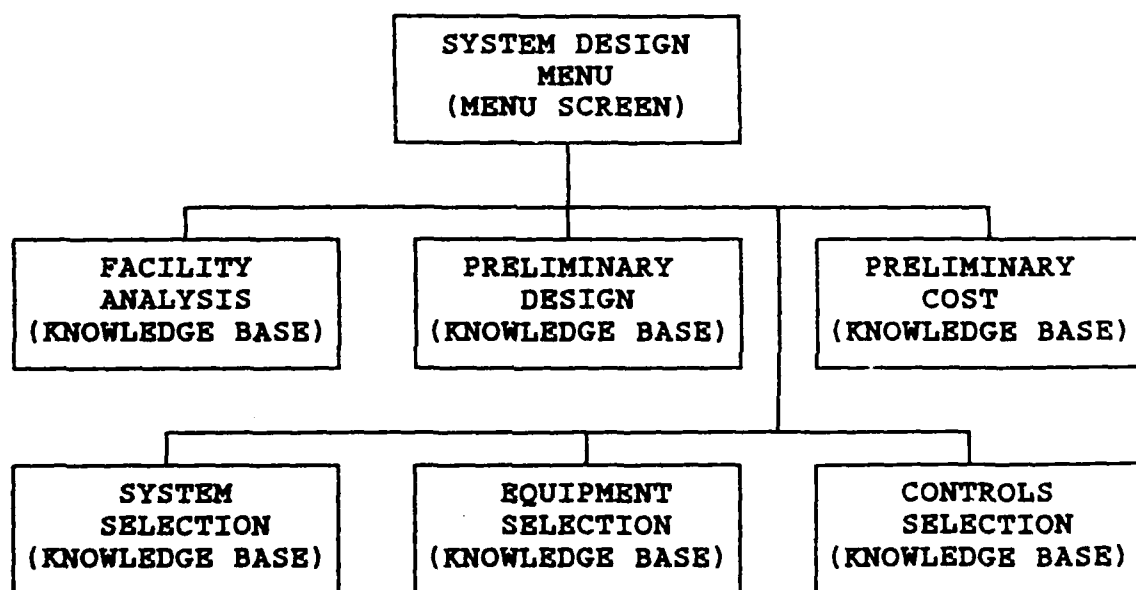 SYSTEM DESIGN
MENU
(MENU SCREEN)
FACILITY
ANALYSIS
(KNOWLEDGE BASE)
PRELIMINARY
DESIGN
(KNOWLEDGE BASE)
PRELIMINARY
COST
(KNOWLEDGE BASE)
SYSTEM
SELECTION
(KNOWLEDGE BASE)
EQUIPMENT
SELECTION
(KNOWLEDGE BASE)
CONTROLS
SELECTION
(KNOWLEDGE BASE)